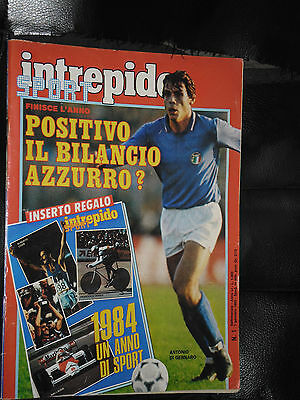 intrepido
SPORT
FINISCE L'ANNO
POSITIVO
IL BILANCIO
AZZURRO?
INSERTO REGALO
intrepido
SPORT
1984
UN ANNO
DI SPORT
ANTONIO
DI GENNARO
N. 1